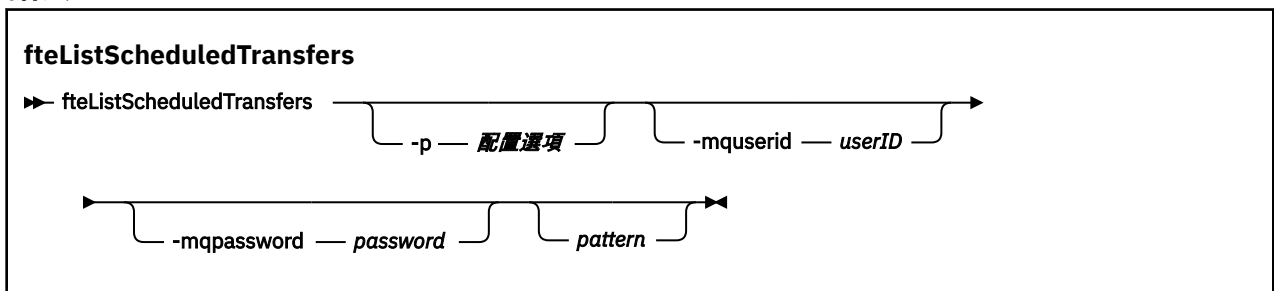 fteListScheduledTransfers
fteListScheduledTransfers
-p 配置選項 -mquserid userID
-mqpassword password pattern